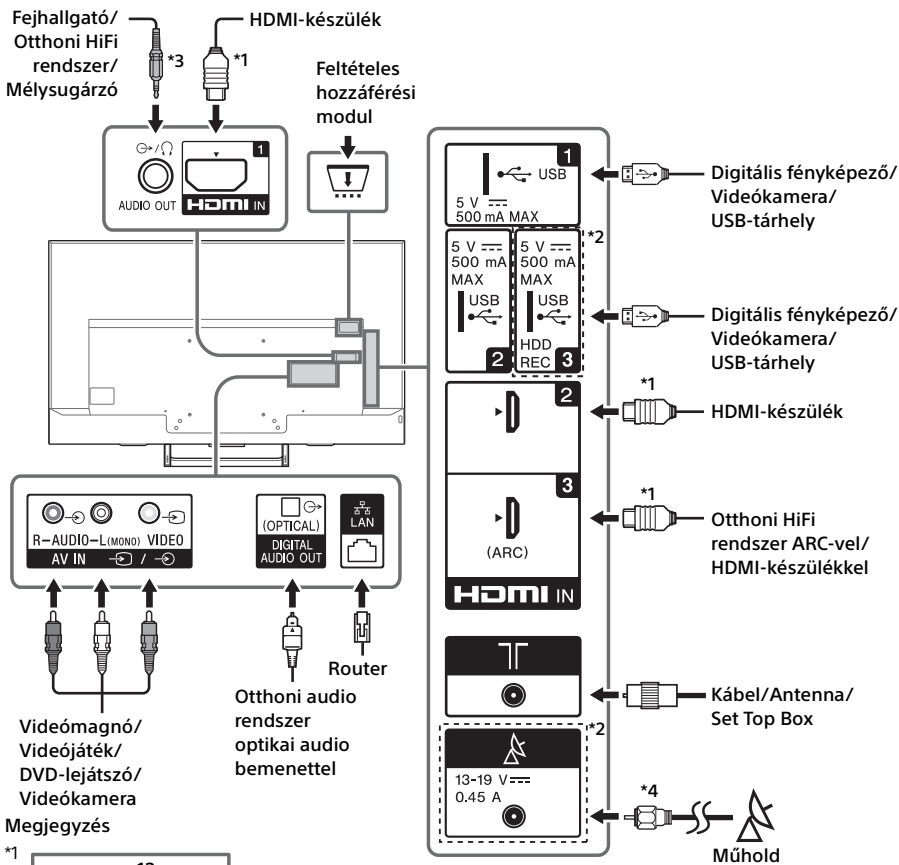 Fejhallgató/
Otthoni HiFi
rendszer/
Mélysugárzó
*3
HDMI-készülék
*1
Feltételes
hozzáférési
modul
AUDIO OUT
1
HDMI IN
1
USB
5 V
500 mA MAX
Digitális fényképező/
Videókamera/
USB-tárhely
*2
5 V
500 mA
MAX
USB
2
5 V
500 mA
MAX
USB
HDD
REC 3
Digitális fényképező/
Videókamera/
USB-tárhely
2
*1
HDMI-készülék
3
(ARC)
HDMI IN
*1
Otthoni HiFi
rendszer ARC-vel/
HDMI-készülékkel
R-AUDIO-L(MONO) VIDEO
AV IN /
(OPTICAL)
DIGITAL
AUDIO OUT
LAN
Router
Otthoni audio
rendszer
optikai audio
bemenettel
Videómagnó/
Videójáték/
DVD-lejátszó/
Videókamera
Kábel/Antenna/
Set Top Box
*2
13-19 V
0.45 A
*4
Műhold
Megjegyzés
*1